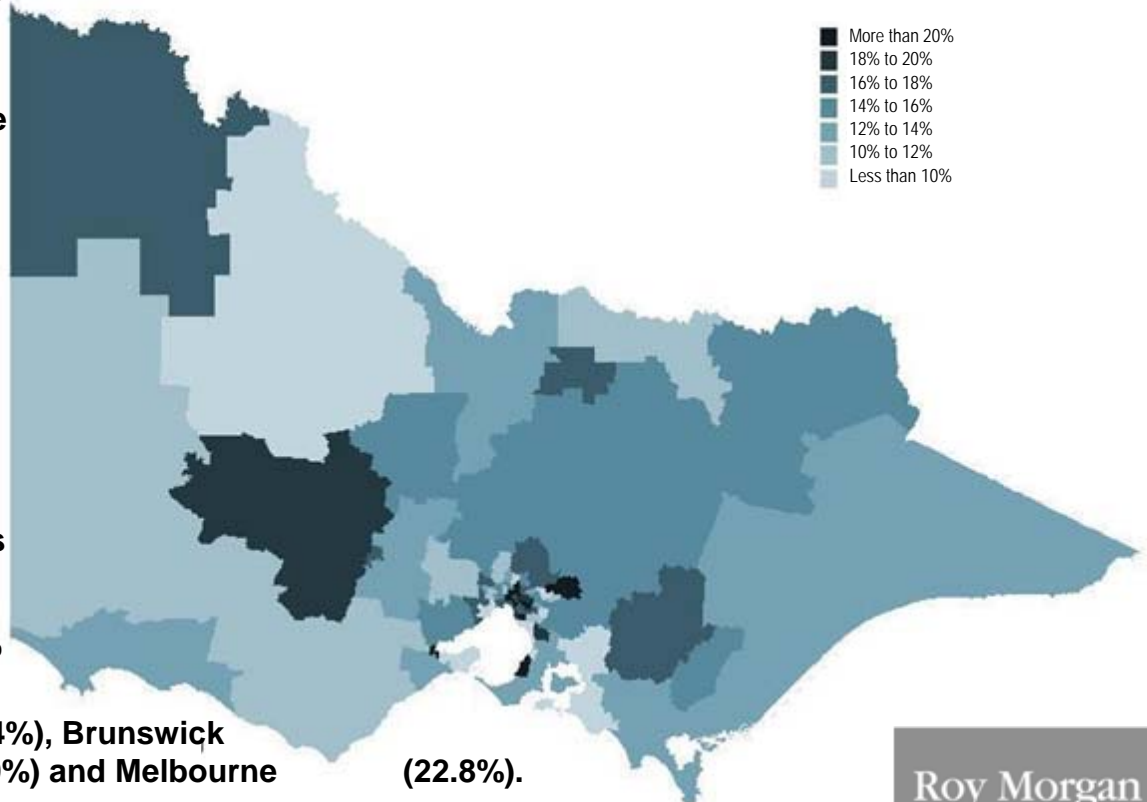 More than 20%
18% to 20%
16% to 18%
14% to 16%
12% to 14%
10% to 12%
Less than 10%
e
s
4%), Brunswick
9%) and Melbourne (22.8%).
Roy Morgan